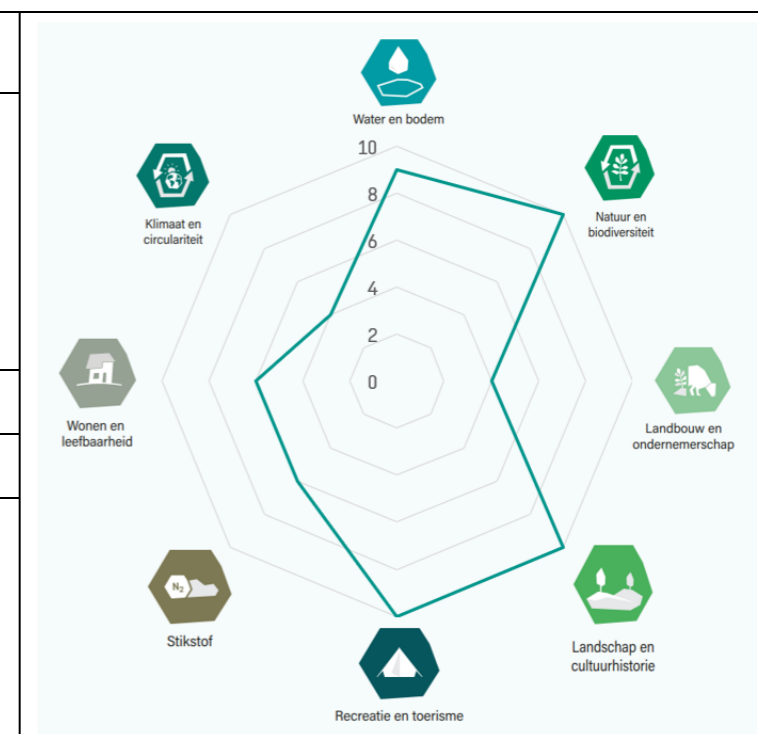 Water en bodem
10
8
6
4
2
0
Natuur en
biodiversiteit
Landbouw en
ondernemerschap
Landschap en
cultuurhistorie
Recreatie en toerisme
N₂
Stikstof
Wonen en
leefbaarheid
Klimaat en
circulariteit